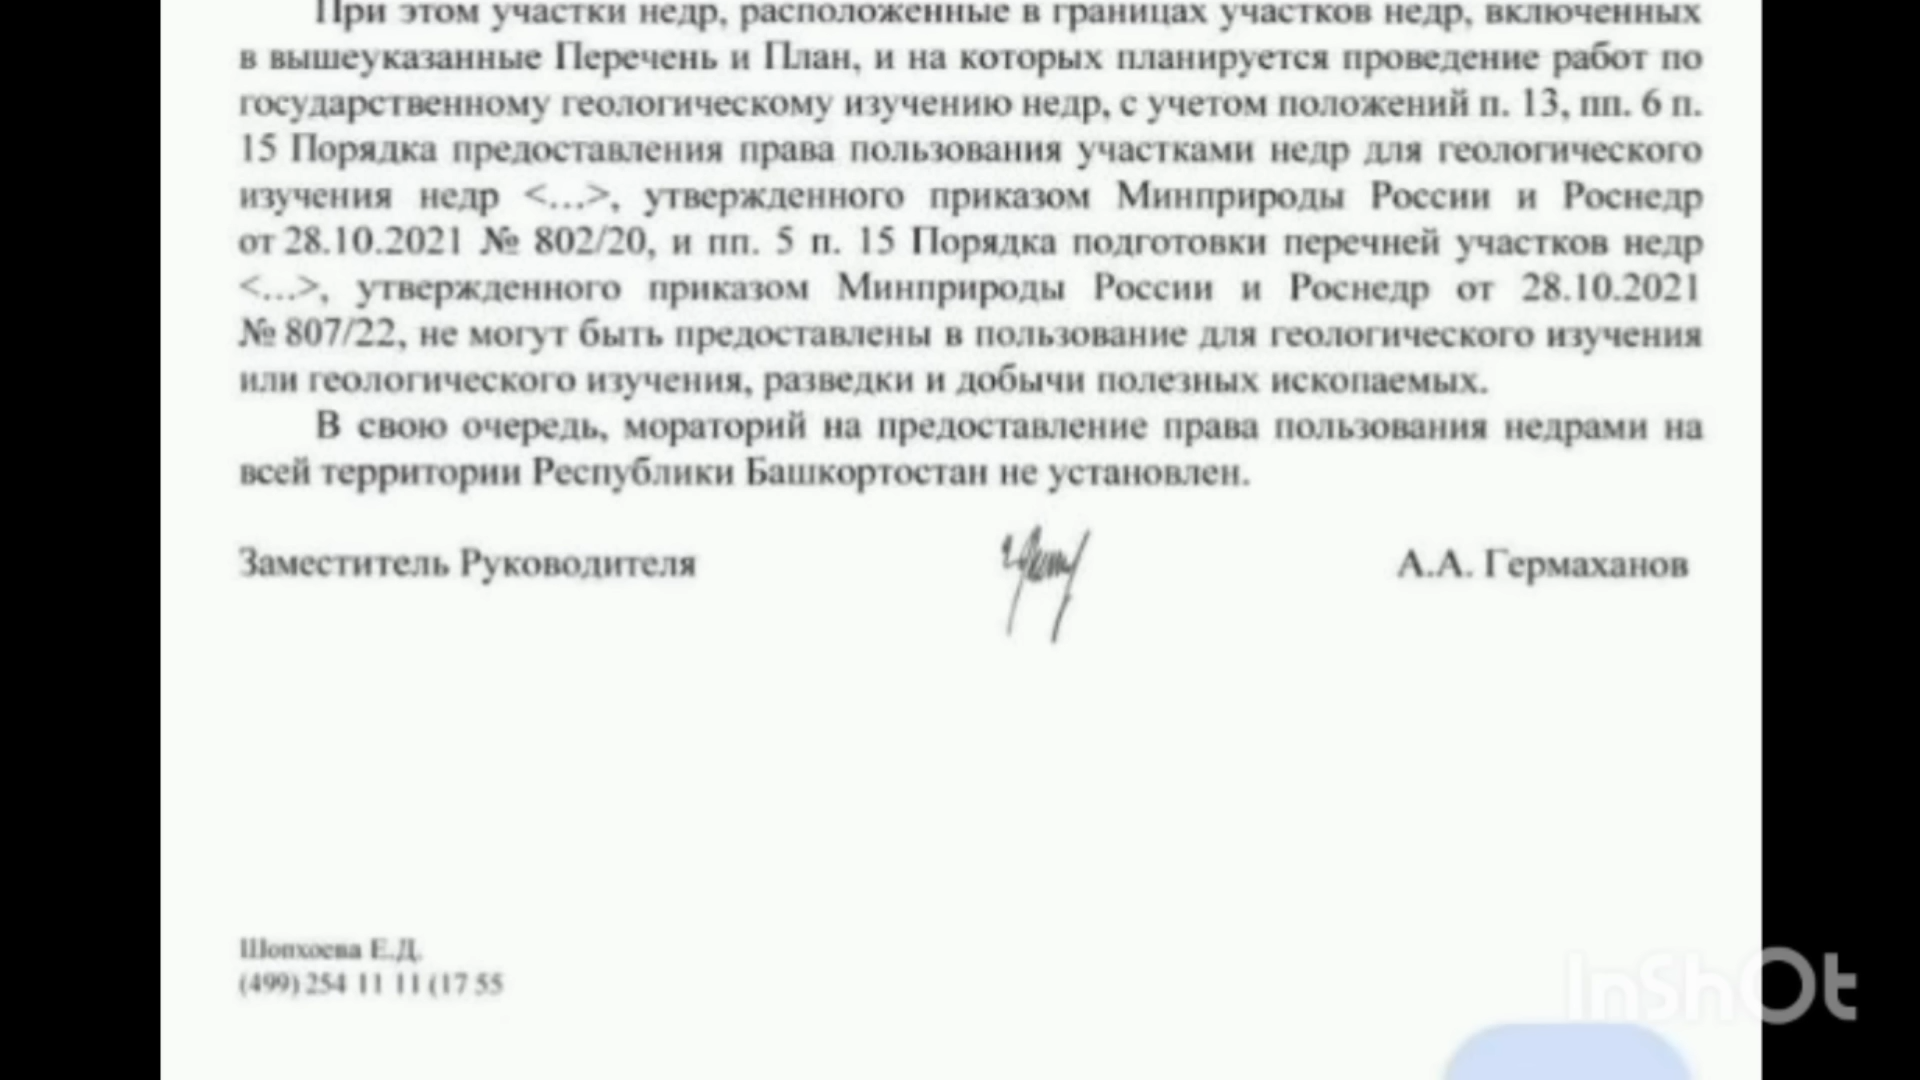 При этом участки недр, расположенные в границах участков недр, включенных
в вышеуказанные Перечень и План, и на которых планируется проведение работ по
государственному геологическому изучению недр, с учетом положений п. 13, пп. 6 п.
15 Порядка предоставления права пользования участками недр для геологического
изучения недр <...>, утвержденного приказом Минприроды России и Роснедр
от 28.10.2021 № 802/20, и пп. 5 п. 15 Порядка подготовки перечней участков недр
<...>, утвержденного приказом Минприроды России и Роснедр от 28.10.2021
№ 807/22, не могут быть предоставлены в пользование для геологического изучения
или геологического изучения, разведки и добычи полезных ископаемых.
В свою очередь, мораторий на предоставление права пользования недрами на
всей территории Республики Башкортостан не установлен.
Заместитель Руководителя А.А. Гермаханов
Шопхоева Е.Д.
(499) 254 11 11 (17 55
InShOt